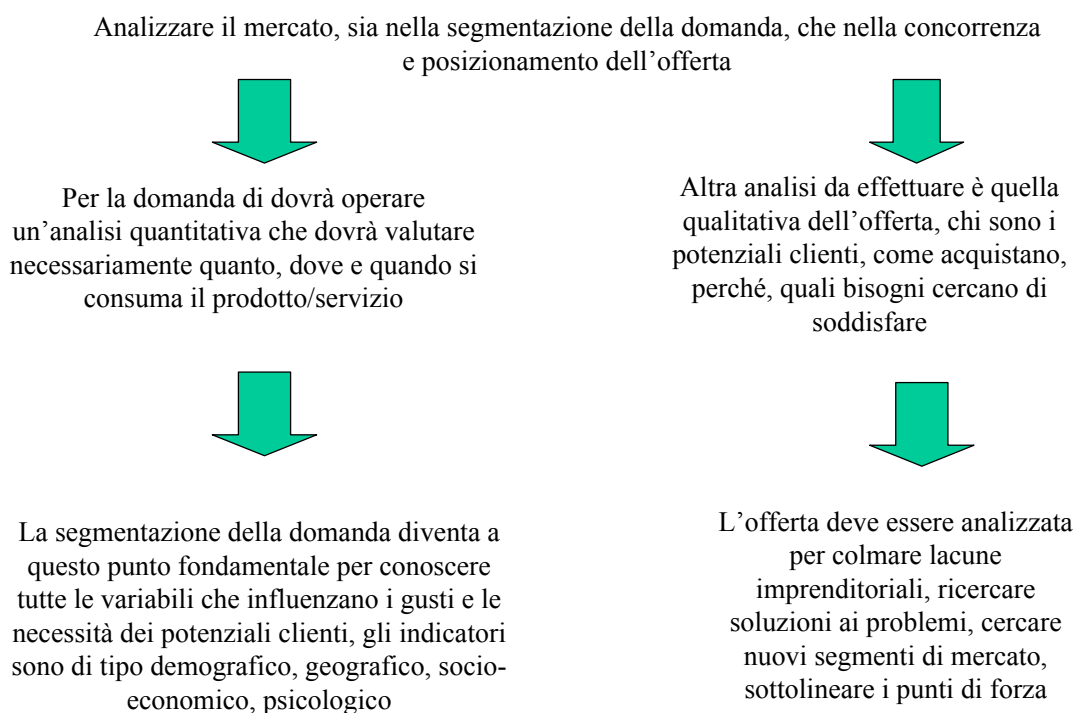 Analizzare il mercato, sia nella segmentazione della domanda, che nella concorrenza
e posizionamento dell’offerta
Per la domanda di dovrà operare
un’analisi quantitativa che dovrà valutare
necessariamente quanto, dove e quando si
consuma il prodotto/servizio
Altra analisi da effettuare è quella
qualitativa dell’offerta, chi sono i
potenziali clienti, come acquistano,
perché, quali bisogni cercano di
soddisfare
La segmentazione della domanda diventa a
questo punto fondamentale per conoscere
tutte le variabili che influenzano i gusti e le
necessità dei potenziali clienti, gli indicatori
sono di tipo demografico, geografico, socio-
economico, psicologico
L’offerta deve essere analizzata
per colmare lacune
imprenditoriali, ricercare
soluzioni ai problemi, cercare
nuovi segmenti di mercato,
sottolineare i punti di forza